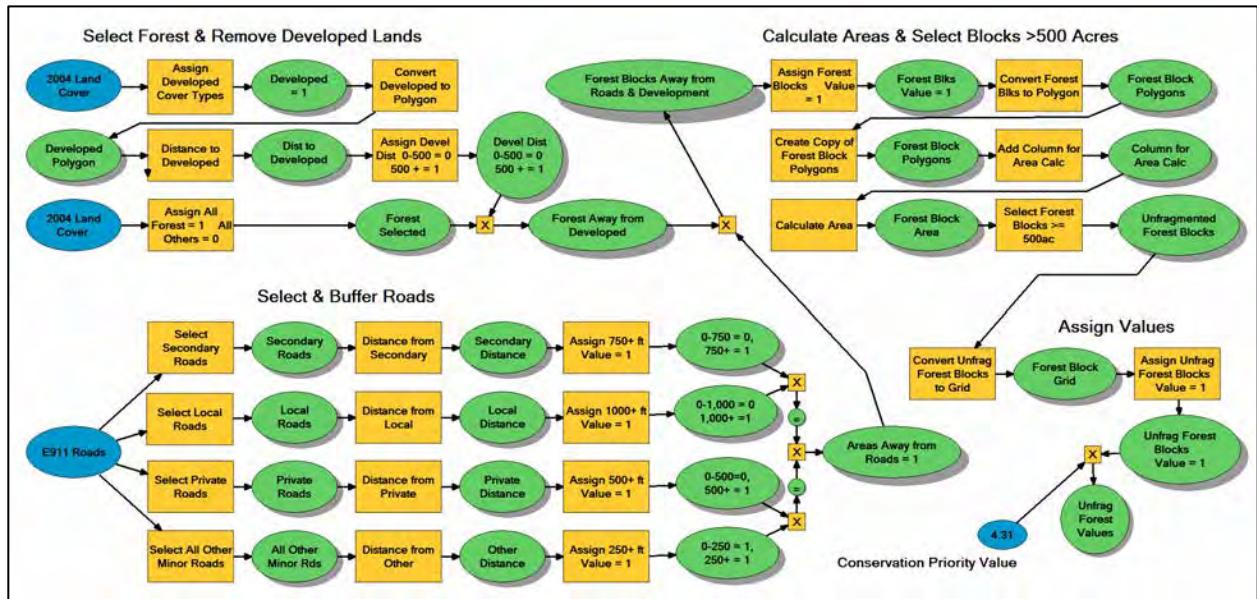 Select Forest & Remove Developed Lands
2004 Land
Cover
Assign
Developed
Cover Types
Developed
= 1
Convert
Developed to
Polygon
Developed
Polygon
Distance to
Developed
Dist to
Developed
Assign Devel
Dist 0-500 = 0
500 + = 1
Devel Dist
0-500 = 0
500 + = 1
2004 Land
Cover
Assign All
Forest = 1 All
Others = 0
Forest
Selected
X
Forest Away from
Developed
X
Forest Blocks Away from
Roads & Development
Calculate Areas & Select Blocks >500 Acres
Assign Forest
Blocks Value
= 1
Forest Blks
Value = 1
Convert Forest
Blks to Polygon
Forest Block
Polygons
Create Copy of
Forest Block
Polygons
Forest Block
Polygons
Add Column for
Area Calc
Column for
Area Calc
Calculate Area
Forest Block
Area
Select Forest
Blocks >=
500ac
Unfragmented
Forest Blocks
Select & Buffer Roads
E911 Roads
Select
Secondary
Roads
Secondary
Roads
Distance from
Secondary
Secondary
Distance
Assign 750+ ft
Value = 1
0-750 = 0,
750+ = 1
Select Local
Roads
Local
Roads
Distance from
Local
Local
Distance
Assign 1000+ ft
Value = 1
0-1,000 = 0
1,000+ =1
Select Private
Roads
Private
Roads
Distance from
Private
Private
Distance
Assign 500+ ft
Value = 1
0-500=0,
500+ = 1
Select All Other
Minor Roads
All Other
Minor Rds
Distance from
Other
Other
Distance
Assign 250+ ft
Value = 1
0-250 = 1,
250+ = 1
X
=
X
=
X
Areas Away from
Roads = 1
Assign Values
Convert Unfrag
Forest Blocks
to Grid
Forest Block
Grid
Assign Unfrag
Forest Blocks
Value = 1
Unfrag Forest
Blocks
Value = 1
X
4.31
Unfrag
Forest
Values
Conservation Priority Value